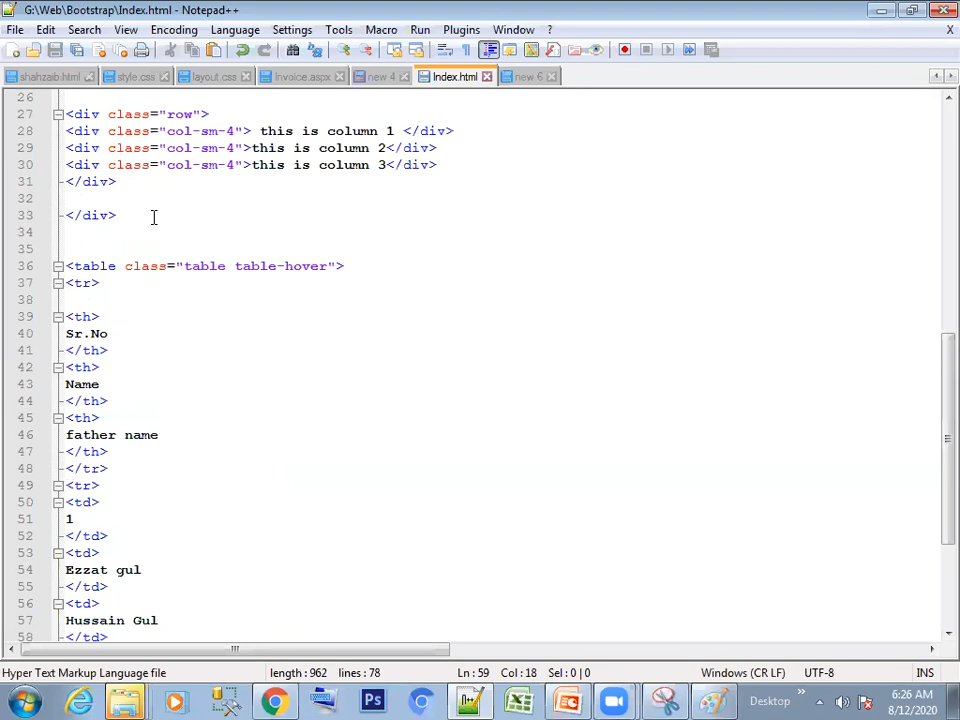 G:\Web\Bootstrap\Index.html - Notepad++
File Edit Search View Encoding Language Settings Tools Macro Run Plugins Window ? X
shahzaib.html style.css layout.css Invoice.aspx new 4 Index.html new 6
26
27 <div class="row">
28 <div class="col-sm-4"> this is column 1 </div>
29 <div class="col-sm-4">this is column 2</div>
30 <div class="col-sm-4">this is column 3</div>
31 </div>
32
33 </div>
34
35
36 <table class="table table-hover">
37 <tr>
38
39 <th>
40 Sr.No
41 </th>
42 <th>
43 Name
44 </th>
45 <th>
46 father name
47 </th>
48 </tr>
49 <tr>
50 <td>
51 1
52 </td>
53 <td>
54 Ezzat gul
55 </td>
56 <td>
57 Hussain Gul
58 </td>
Hyper Text Markup Language file length : 962 lines : 78 Ln : 59 Col : 18 Sel : 0 | 0 Windows (CR LF) UTF-8 INS
Ps n++ Desktop » 6:26 AM
8/12/2020